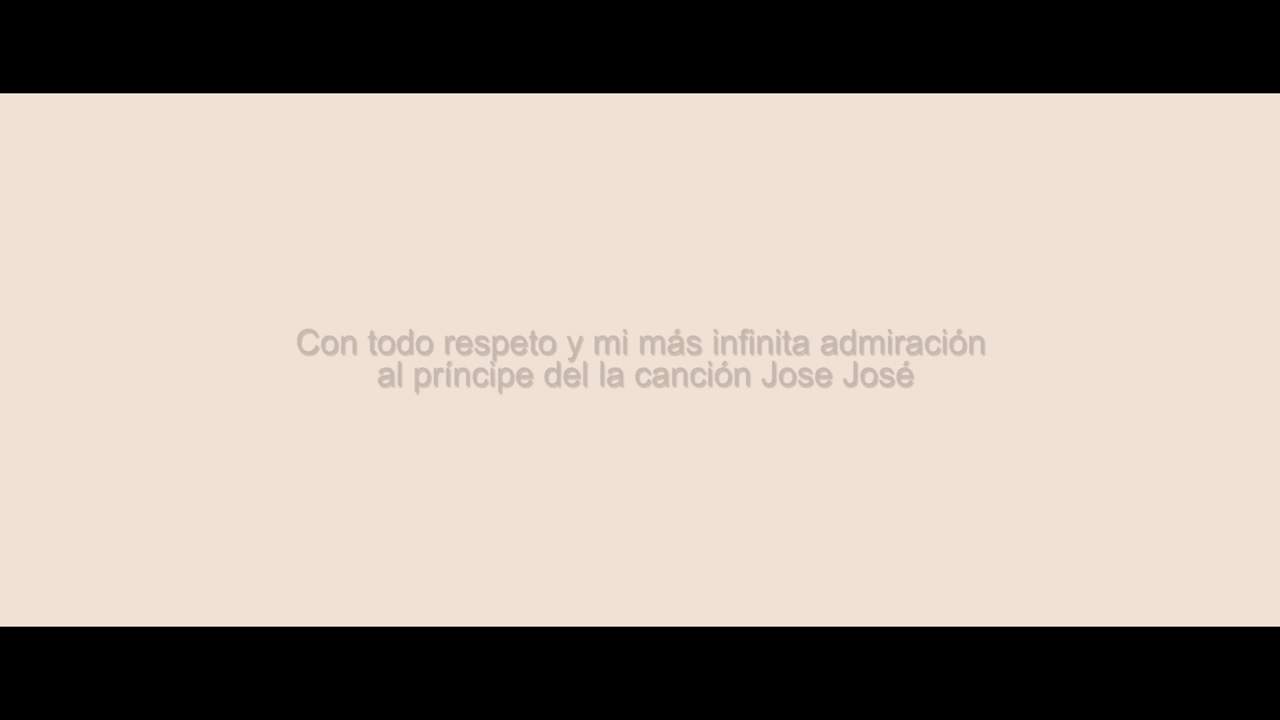 Con todo respeto y mi más infinita admiración
al príncipe del la canción Jose José